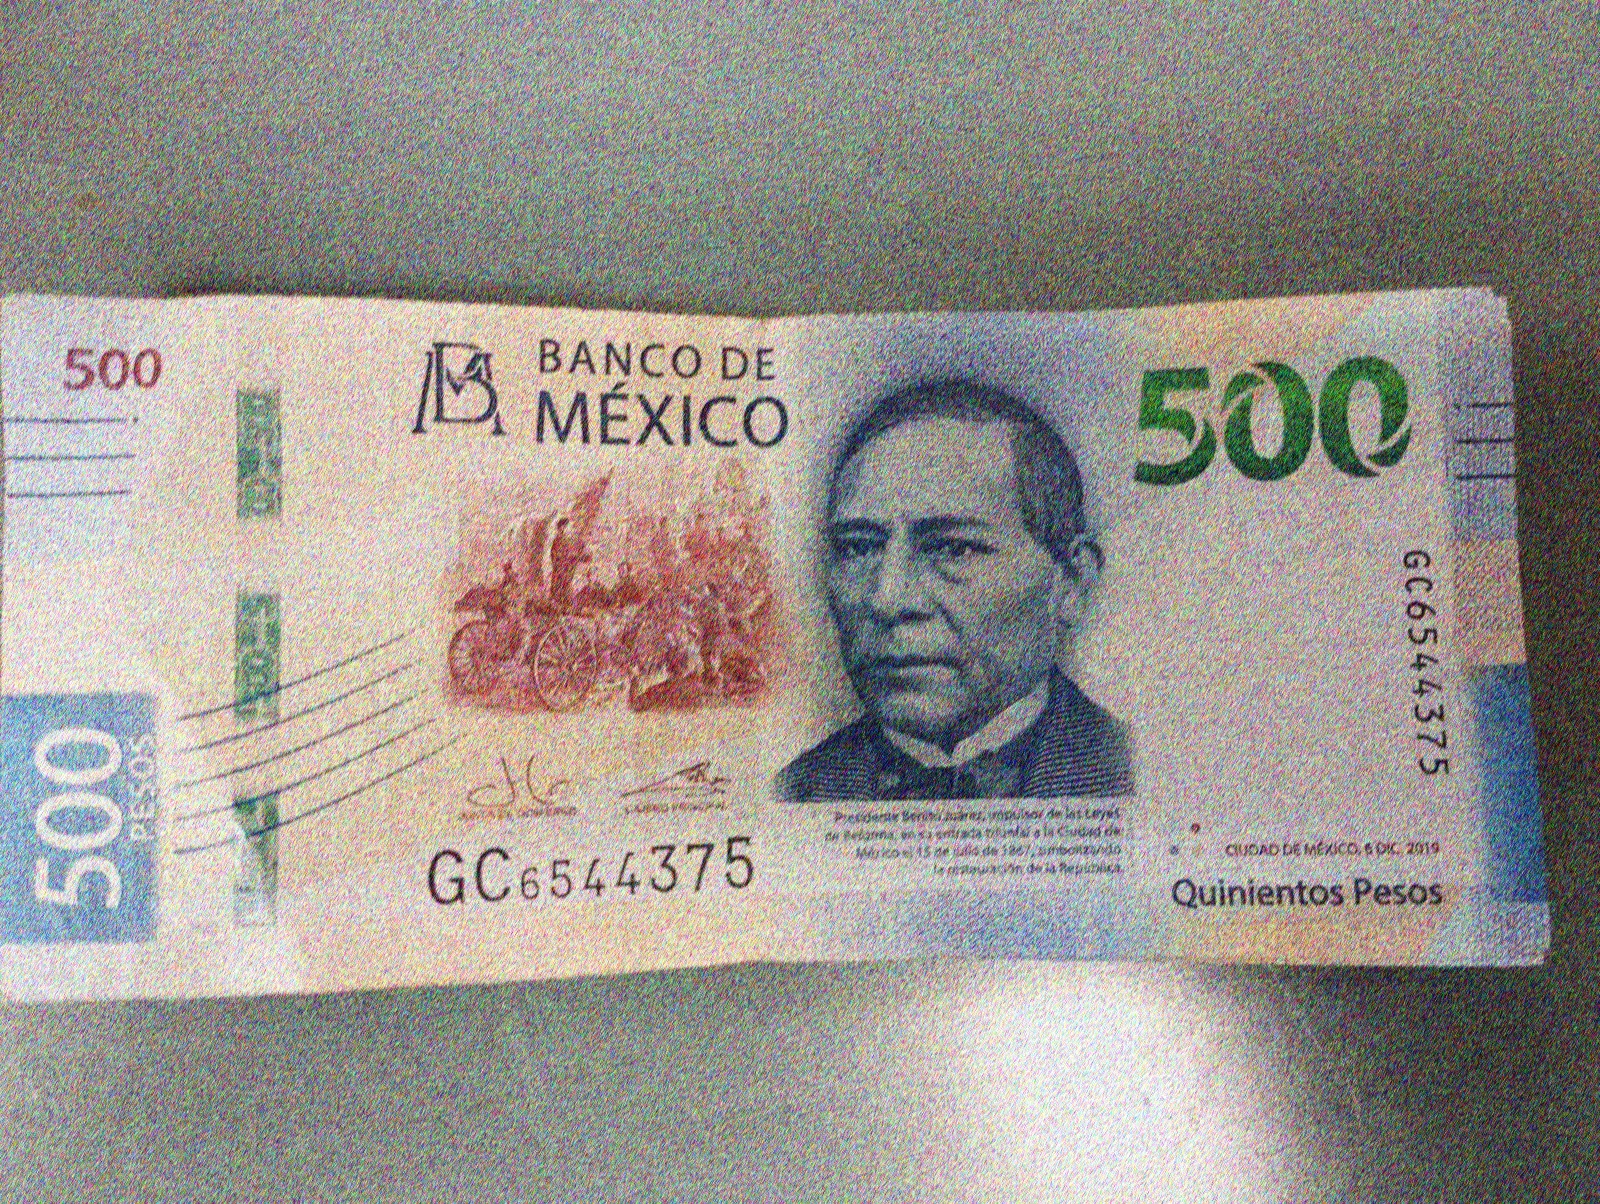 500
BANCO DE
MÉXICO
500
GC6544375
500
PESOS
GC6544375
Presidente Benito Juárez, impulsor de las Leyes
de Reforma, en su entrada triunfal a la Ciudad de
México el 15 de julio de 1867, simbolizando
la restauración de la República.
CIUDAD DE MÉXICO, 6 DIC. 2019
Quinientos Pesos